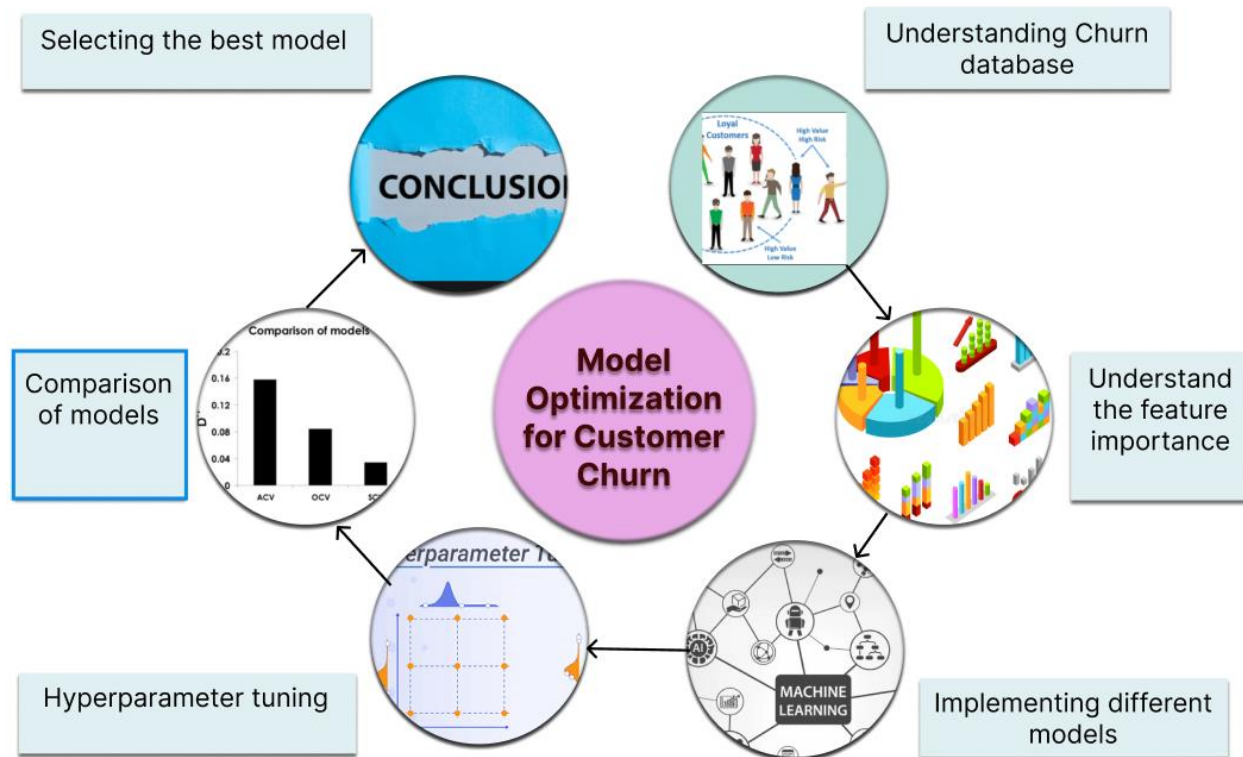 Selecting the best model
Understanding Churn
database
Loyal
Customers
High Value
High Risk
High Value
Low Risk
CONCLUSIO
Comparison of models
0.2
0.16
0.12
0.08
0.04
0
ACV
OCV
Comparison
of models
Model
Optimization
for Customer
Churn
Understand
the feature
importance
erperparameter Tu
AI
MACHINE
LEARNING
Hyperparameter tuning
Implementing different
models